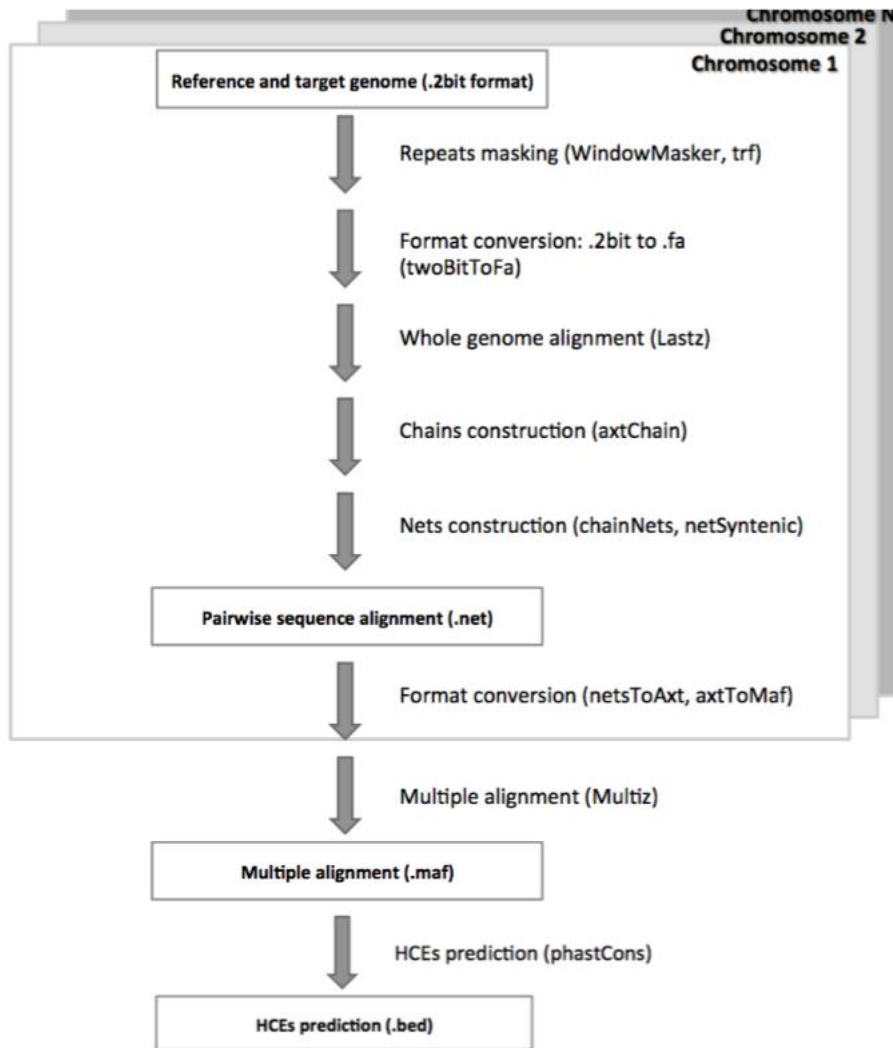 Chromosome N
Chromosome 2
Chromosome 1
Reference and target genome (.2bit format)
Repeats masking (WindowMasker, trf)
Format conversion: .2bit to .fa
(twoBitToFa)
Whole genome alignment (Lastz)
Chains construction (axtChain)
Nets construction (chainNets, netSyntenic)
Pairwise sequence alignment (.net)
Format conversion (netsToAxt, axtToMaf)
Multiple alignment (Multiz)
Multiple alignment (.maf)
HCEs prediction (phastCons)
HCEs prediction (.bed)